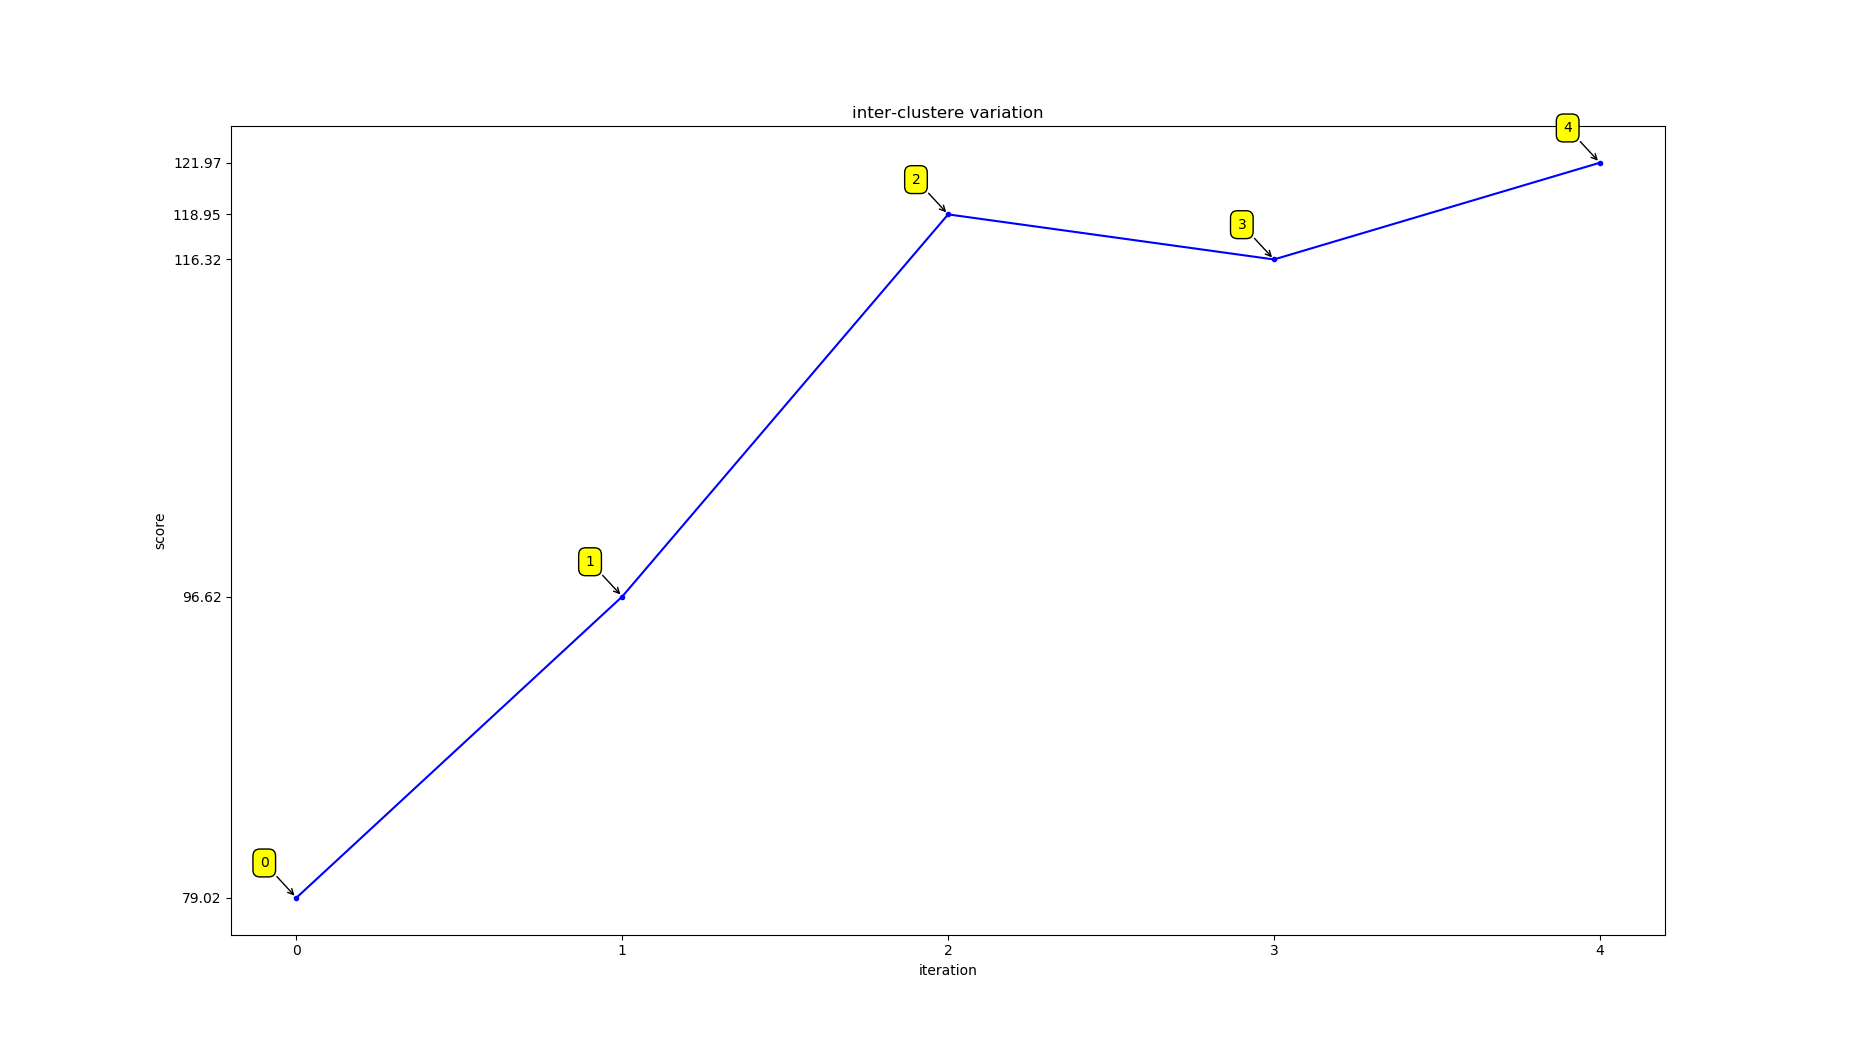 inter-clustere variation
4
121.97
2
118.95
3
116.32
score
1
96.62
0
79.02
0 1 2 3 4
iteration